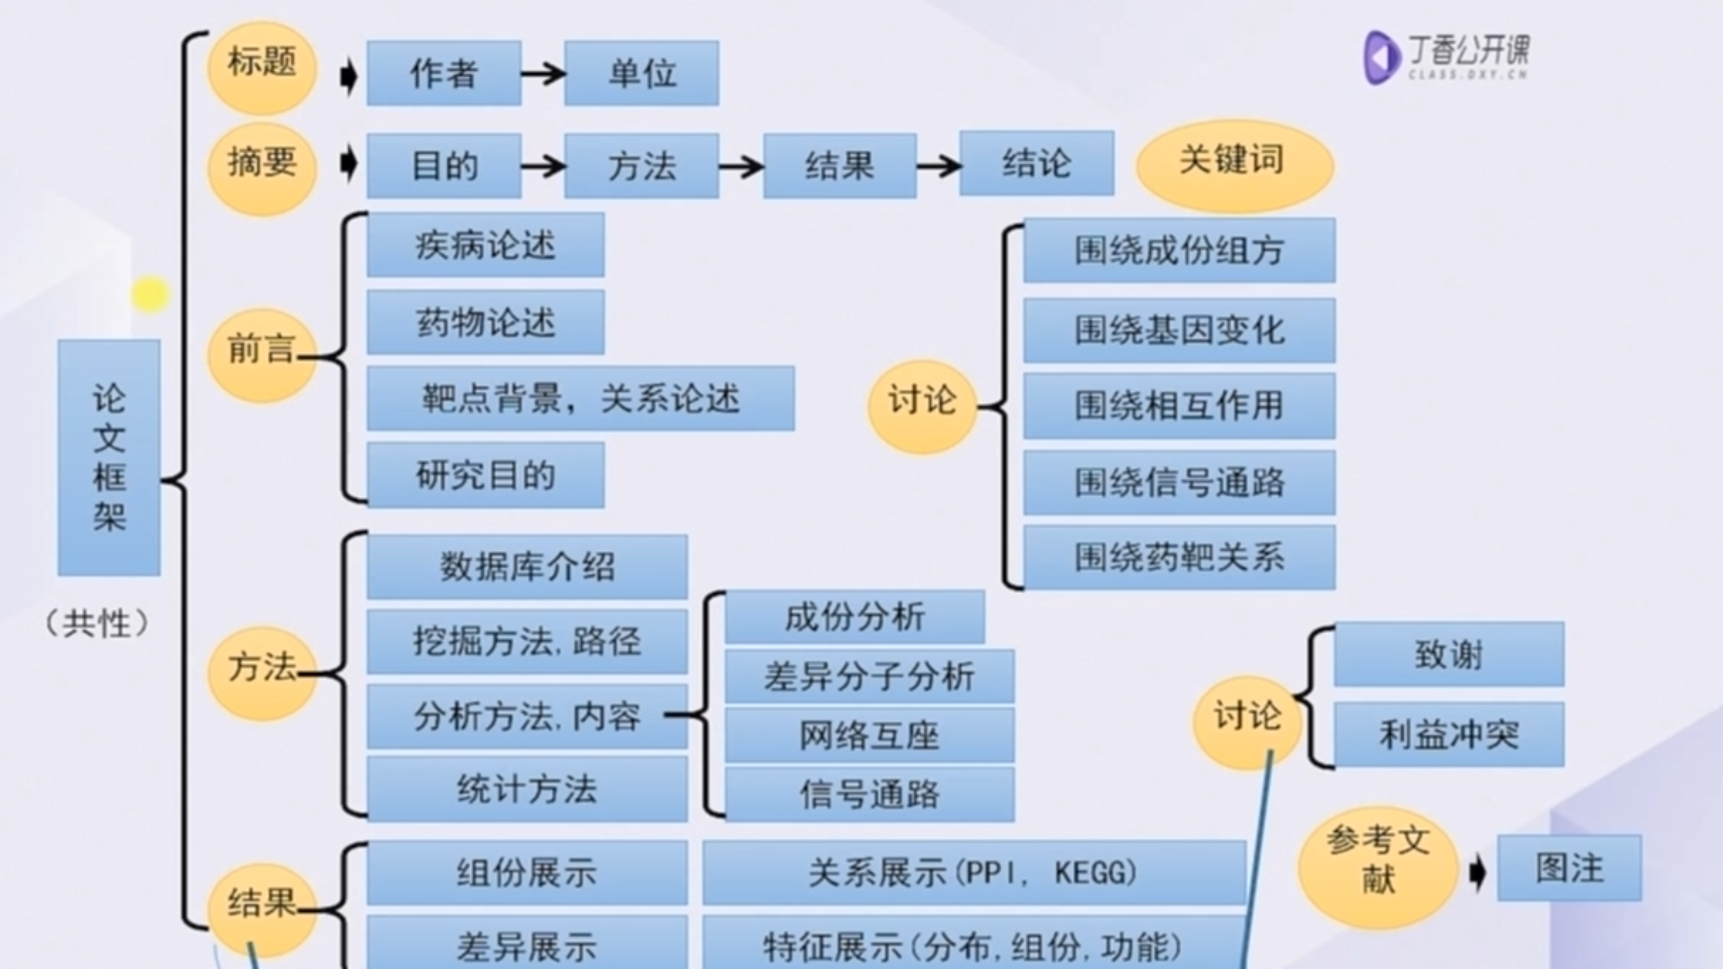 丁香公开课
CLASS.DXY.CN
论文框架
（共性）
标题
作者
单位
摘要
目的
方法
结果
结论
关键词
前言
疾病论述
药物论述
靶点背景，关系论述
研究目的
方法
数据库介绍
挖掘方法,路径
分析方法,内容
统计方法
成份分析
差异分子分析
网络互座
信号通路
结果
组份展示
关系展示(PPI, KEGG)
差异展示
特征展示(分布,组份,功能)
讨论
围绕成份组方
围绕基因变化
围绕相互作用
围绕信号通路
围绕药靶关系
讨论
致谢
利益冲突
参考文
献
图注